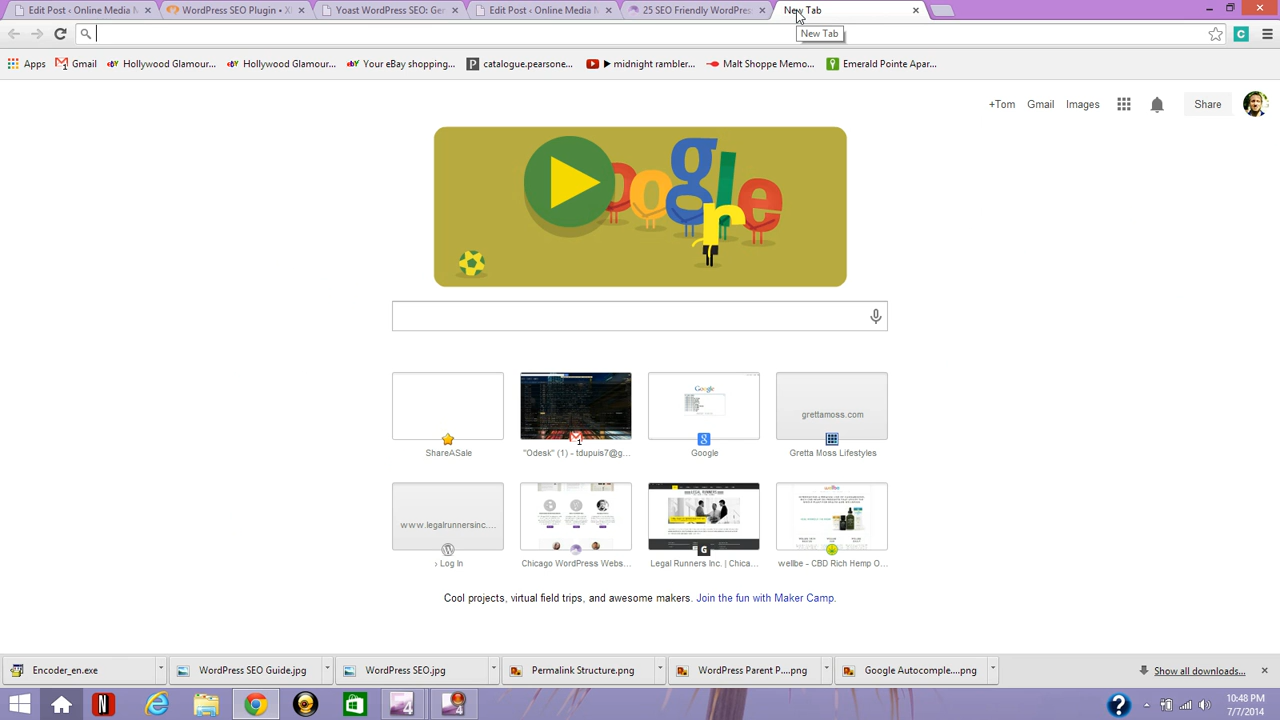 Edit Post ‹ Online Media M
WordPress SEO Plugin • XI
Yoast WordPress SEO: Ger
Edit Post ‹ Online Media M
25 SEO Friendly WordPres
New Tab
New Tab
Apps
Gmail
Hollywood Glamour...
Hollywood Glamour...
Your eBay shopping...
catalogue.pearsone...
▶ midnight rambler...
Malt Shoppe Memo...
Emerald Pointe Apar...
+Tom Gmail Images Share
google
r
grettamoss.com
ShareASale
"Odesk" (1) - tdupuis7@g...
Google
Gretta Moss Lifestyles
www.legalrunnersinc....
› Log In
Chicago WordPress Webs...
Legal Runners Inc. | Chica...
wellbe - CBD Rich Hemp O...
Cool projects, virtual field trips, and awesome makers. Join the fun with Maker Camp.
Encoder_en.exe
WordPress SEO Guide.jpg
WordPress SEO.jpg
Permalink Structure.png
WordPress Parent P....png
Google Autocomple....png
Show all downloads...
10:48 PM
7/7/2014